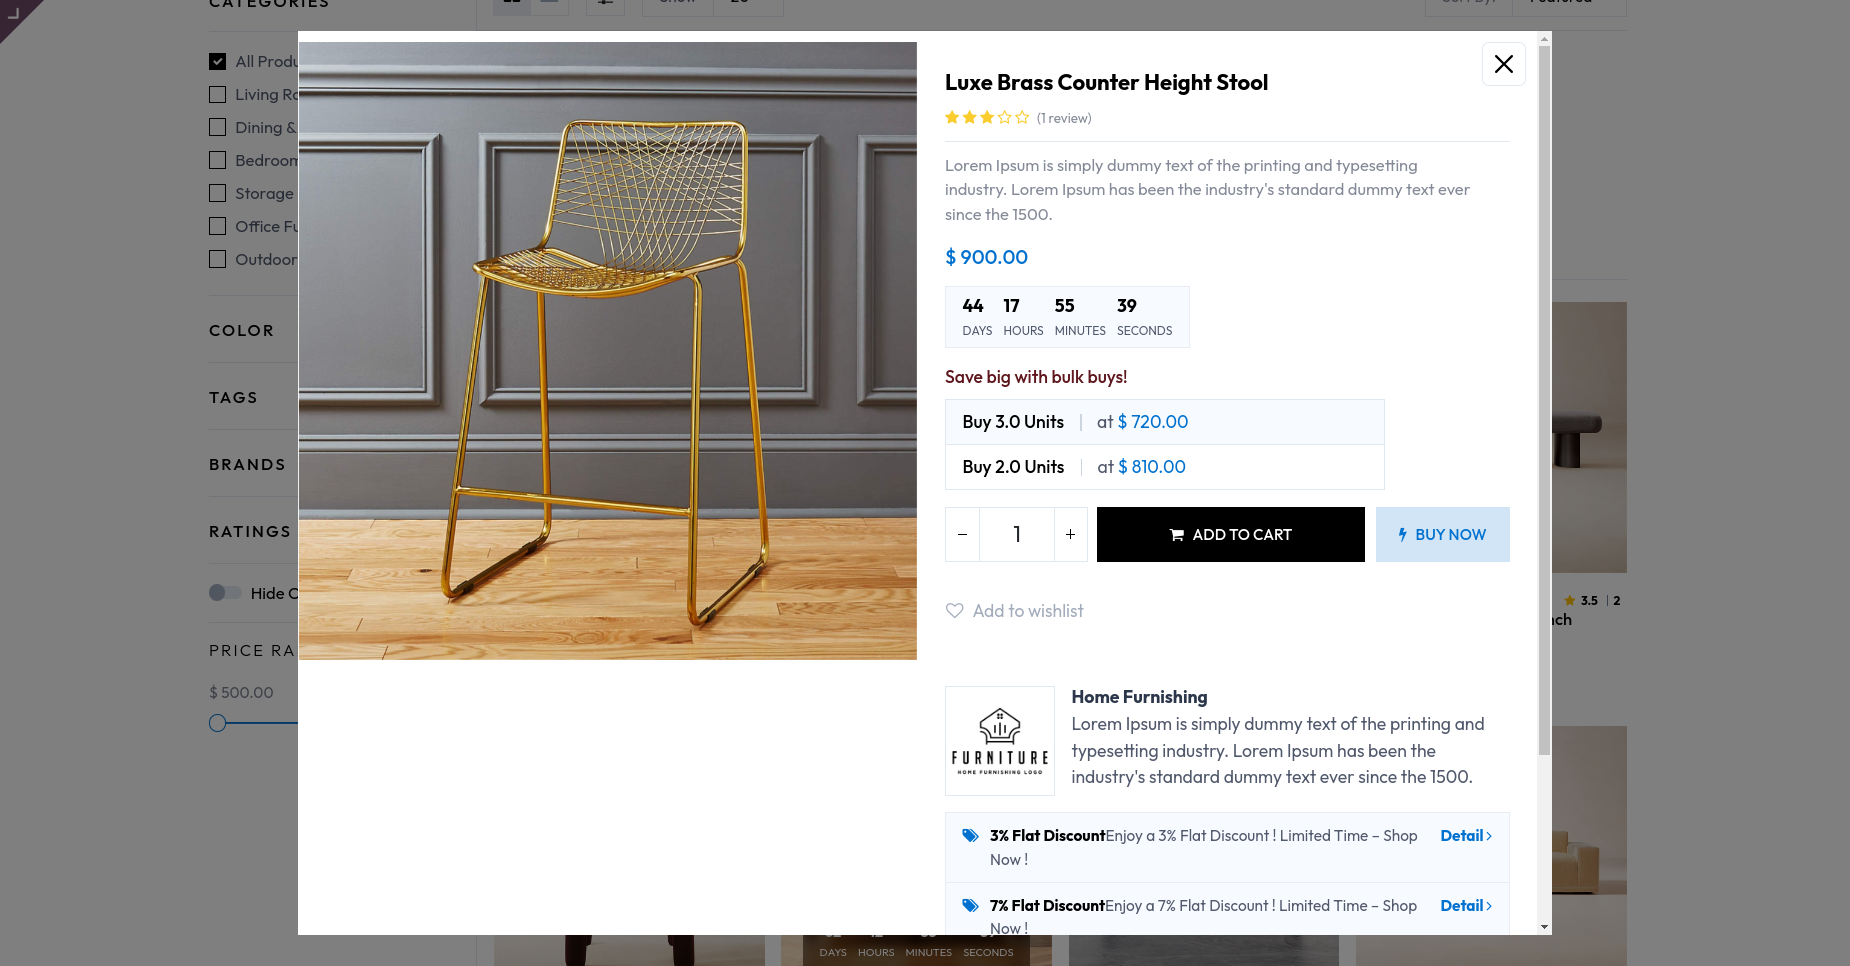 CATEGORIES
All Produ
Living Ro
Dining &
Bedroom
Storage
Office Fu
Outdoor
COLOR
TAGS
BRANDS
RATINGS
Hide O
PRICE RA
$ 500.00
Luxe Brass Counter Height Stool
(1 review)
Lorem Ipsum is simply dummy text of the printing and typesetting
industry. Lorem Ipsum has been the industry's standard dummy text ever
since the 1500.
$ 900.00
44 17 55 39
DAYS HOURS MINUTES SECONDS
Save big with bulk buys!
Buy 3.0 Units | at $ 720.00
Buy 2.0 Units | at $ 810.00
− 1 + ADD TO CART BUY NOW
Add to wishlist
FURNITURE
HOME FURNISHING LOGO
Home Furnishing
Lorem Ipsum is simply dummy text of the printing and
typesetting industry. Lorem Ipsum has been the
industry's standard dummy text ever since the 1500.
3% Flat DiscountEnjoy a 3% Flat Discount ! Limited Time – Shop Detail
Now !
7% Flat DiscountEnjoy a 7% Flat Discount ! Limited Time – Shop Detail
Now !
3.5 | 2
nch
DAYS HOURS MINUTES SECONDS